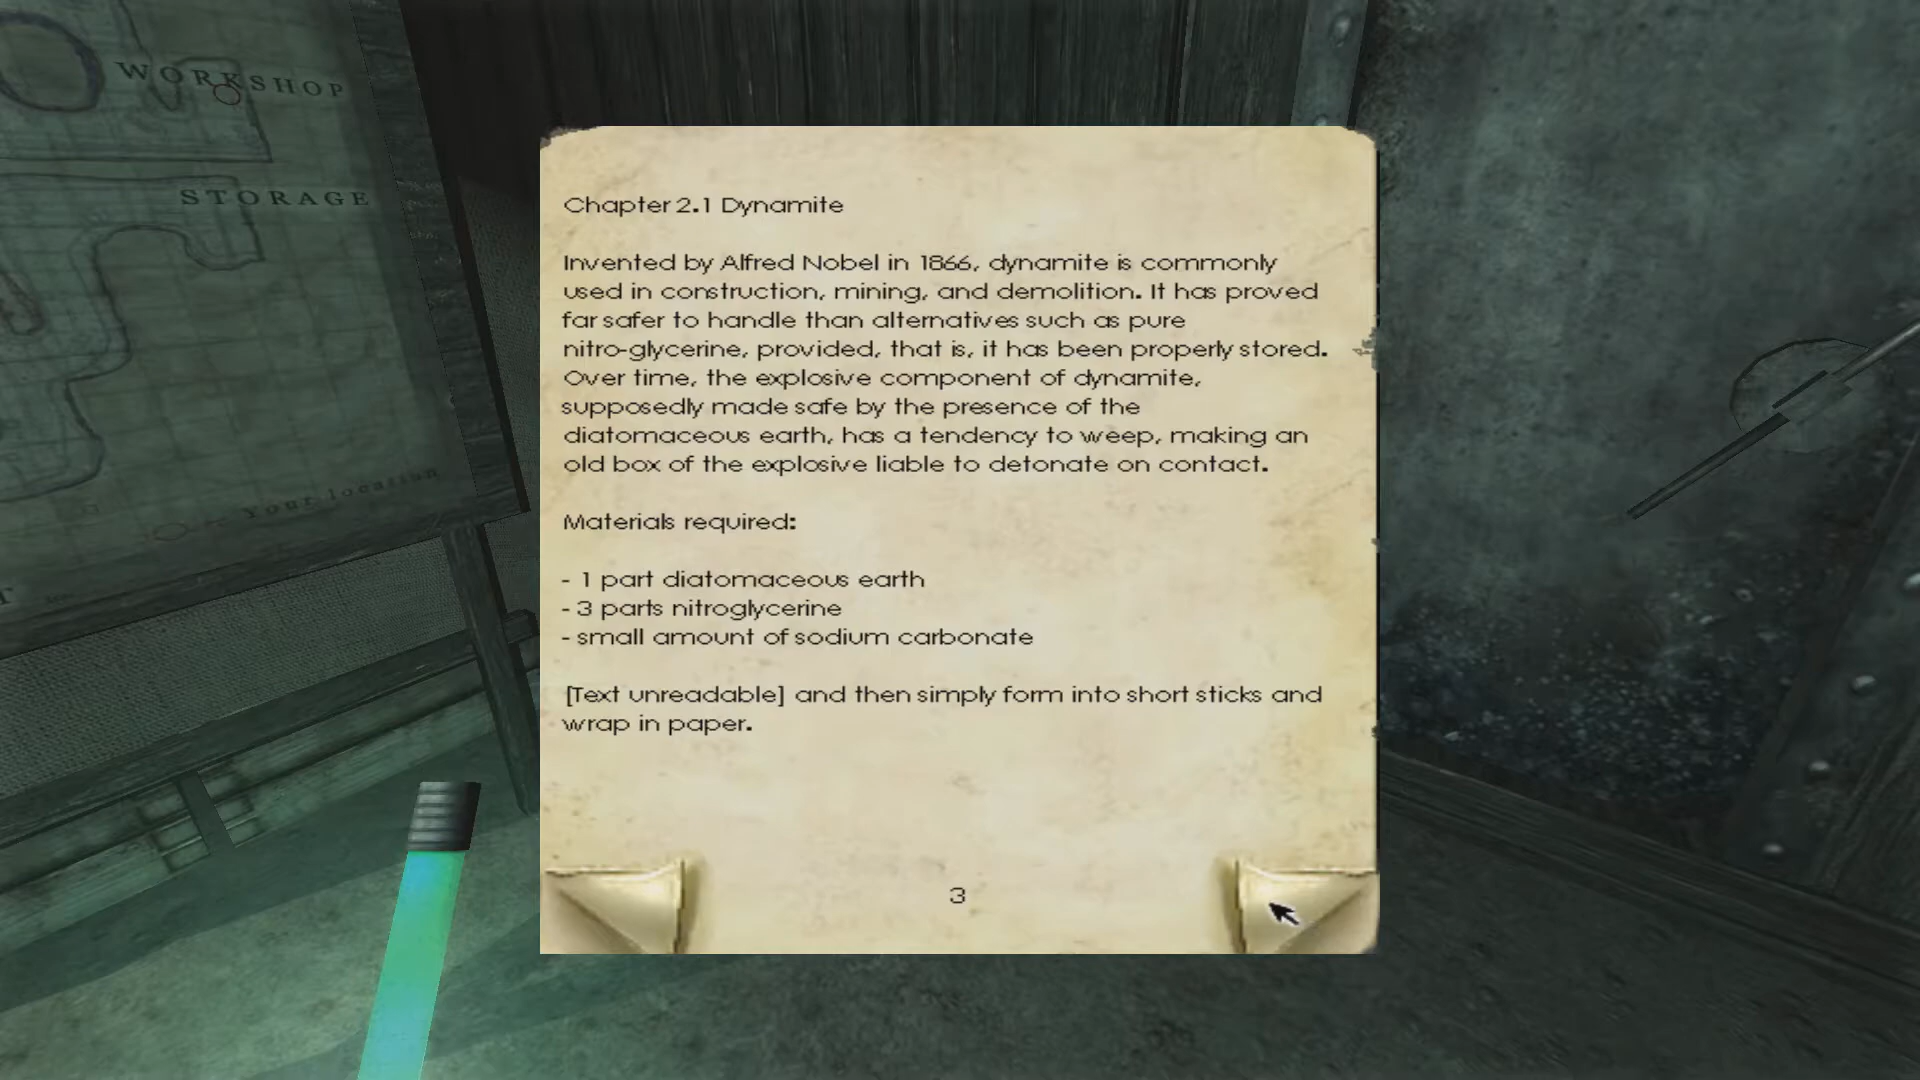 WORKSHOP
STORAGE
Your location
Chapter 2.1 Dynamite
Invented by Alfred Nobel in 1866, dynamite is commonly
used in construction, mining, and demolition. It has proved
far safer to handle than alternatives such as pure
nitro-glycerine, provided, that is, it has been properly stored.
Over time, the explosive component of dynamite,
supposedly made safe by the presence of the
diatomaceous earth, has a tendency to weep, making an
old box of the explosive liable to detonate on contact.
Materials required:
- 1 part diatomaceous earth
- 3 parts nitroglycerine
- small amount of sodium carbonate
[Text unreadable] and then simply form into short sticks and
wrap in paper.
3